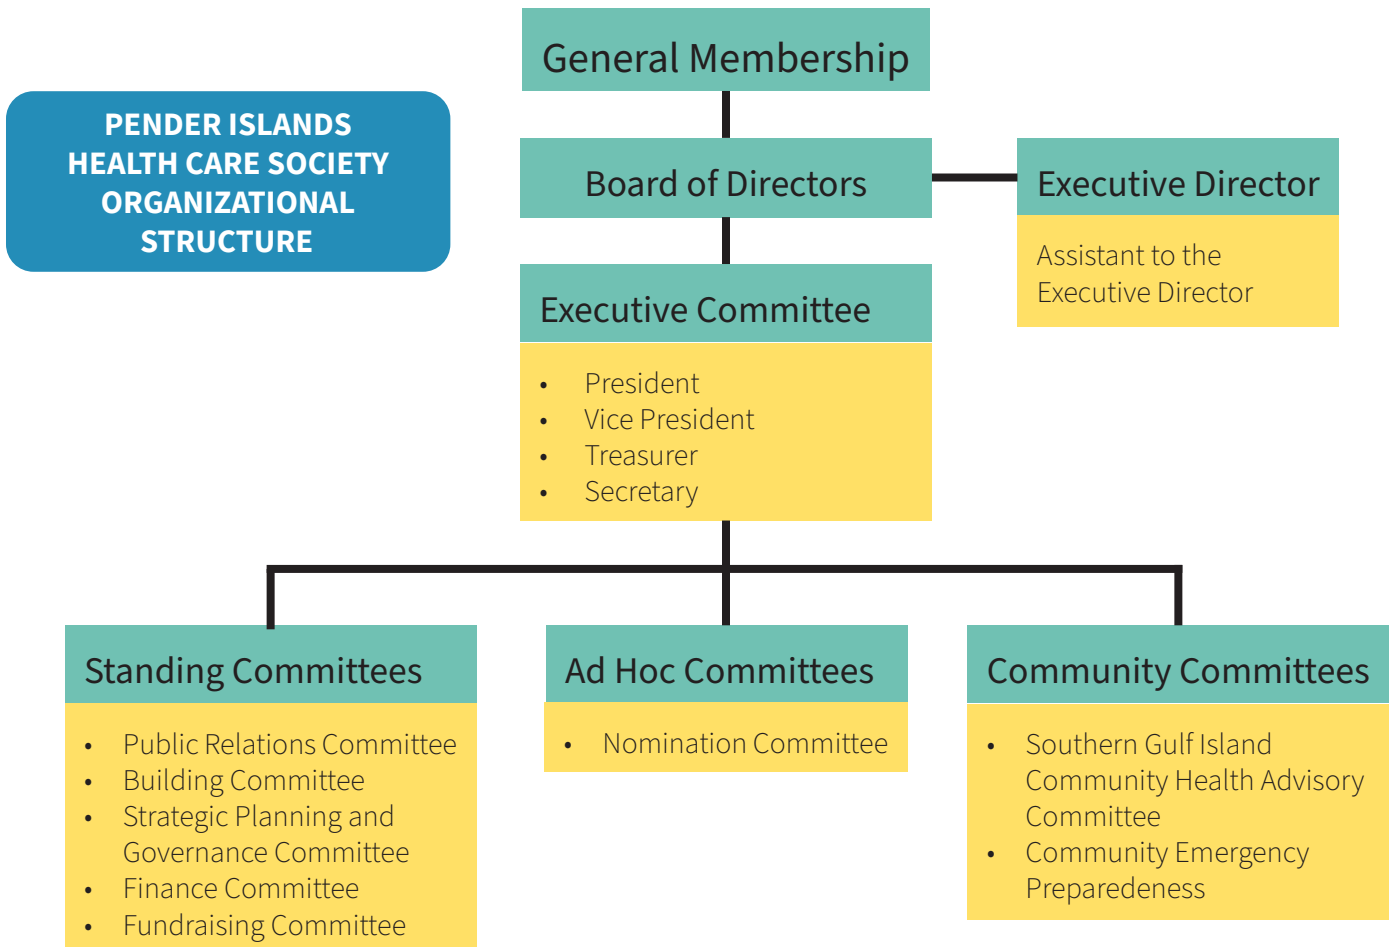 General Membership
PENDER ISLANDS
HEALTH CARE SOCIETY
ORGANIZATIONAL
STRUCTURE
Board of Directors
Executive Director
Assistant to the
Executive Director
Executive Committee
• President
• Vice President
• Treasurer
• Secretary
Standing Committees
• Public Relations Committee
• Building Committee
• Strategic Planning and
Governance Committee
• Finance Committee
• Fundraising Committee
Ad Hoc Committees
• Nomination Committee
Community Committees
• Southern Gulf Island
Community Health Advisory
Committee
• Community Emergency
Preparedeness